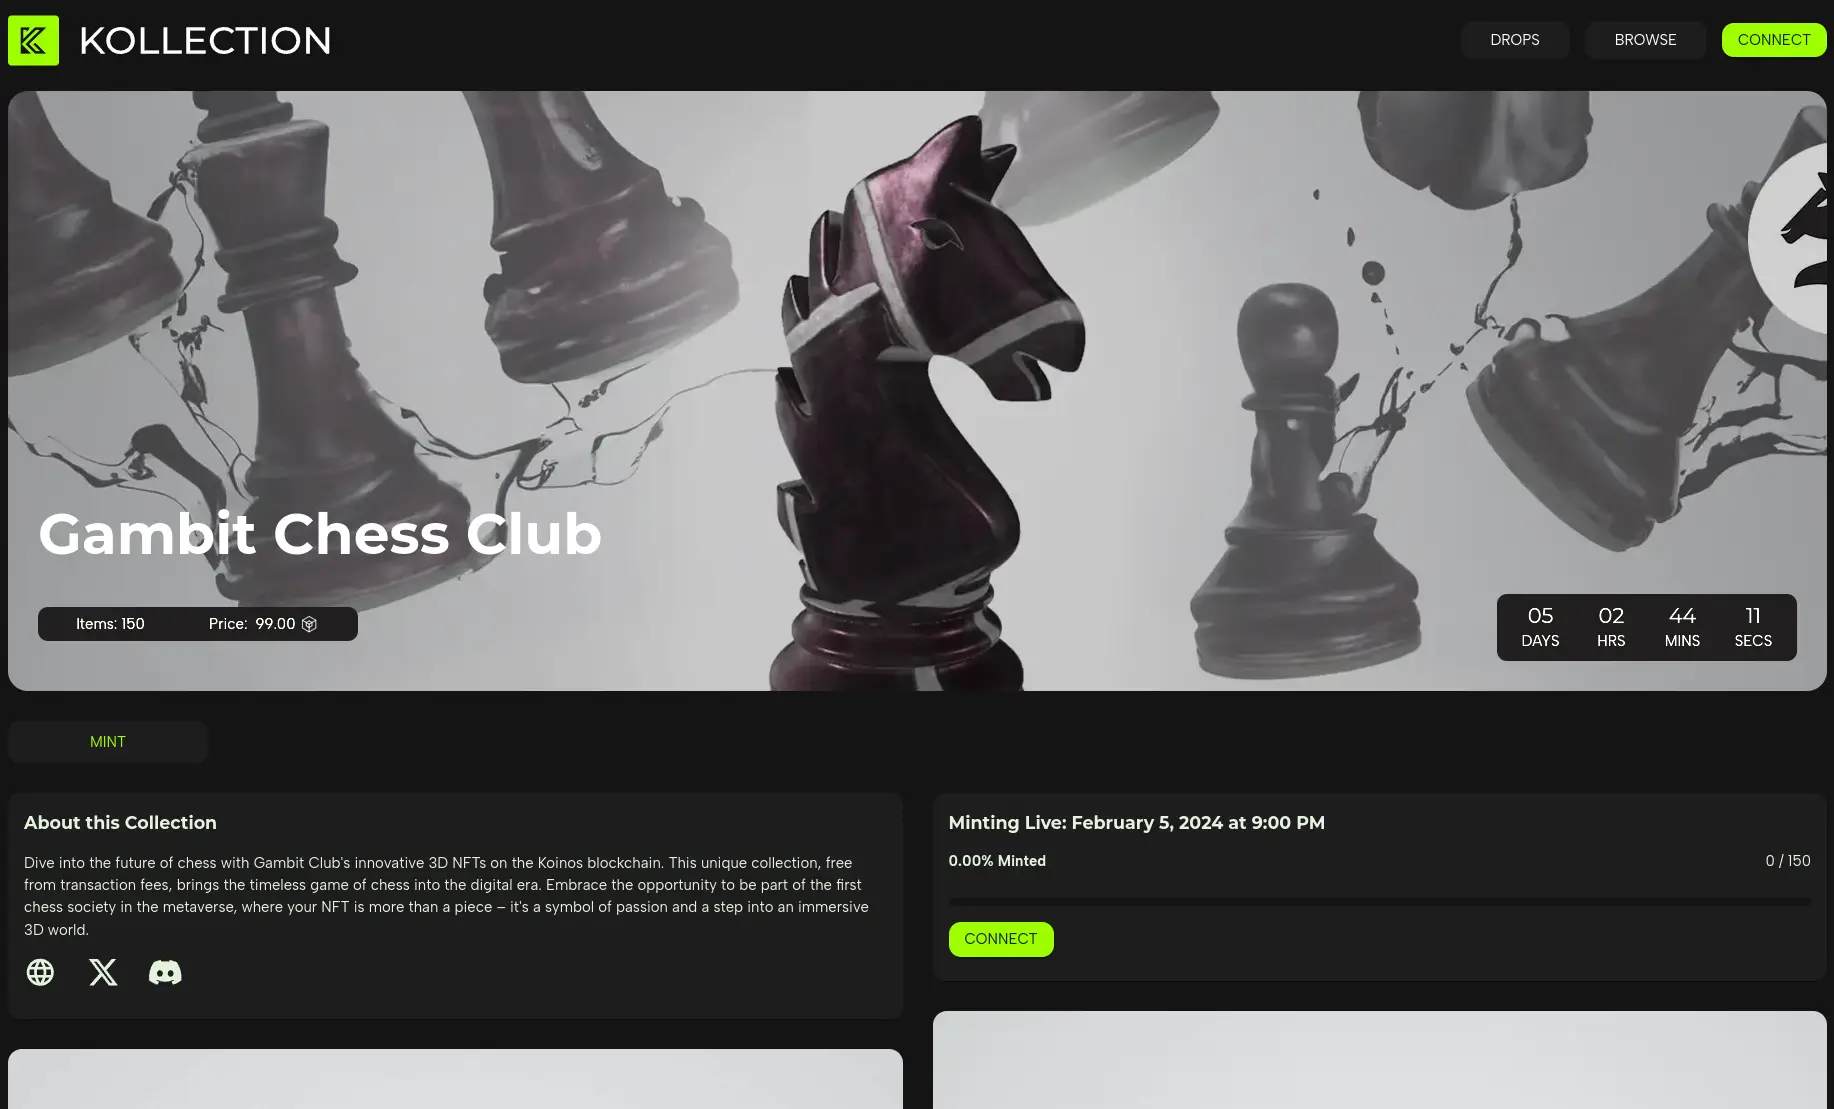 KOLLECTION
DROPS
BROWSE
CONNECT
Gambit Chess Club
Items: 150
Price: 99.00
05 02 44 11
DAYS HRS MINS SECS
MINT
About this Collection
Dive into the future of chess with Gambit Club's innovative 3D NFTs on the Koinos blockchain. This unique collection, free
from transaction fees, brings the timeless game of chess into the digital era. Embrace the opportunity to be part of the first
chess society in the metaverse, where your NFT is more than a piece – it's a symbol of passion and a step into an immersive
3D world.
Minting Live: February 5, 2024 at 9:00 PM
0.00% Minted
0 / 150
CONNECT